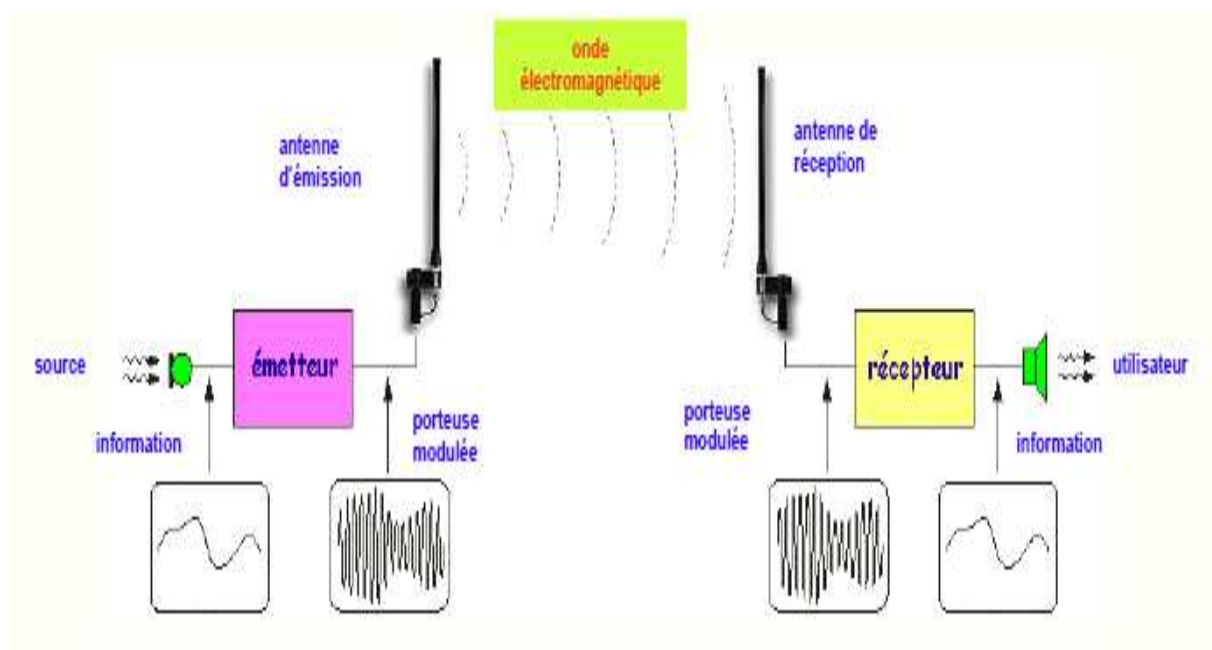 onde
électromagnétique
antenne
d'émission
antenne de
réception
source
émetteur
récepteur
utilisateur
information
porteuse
modulée
porteuse
modulée
information